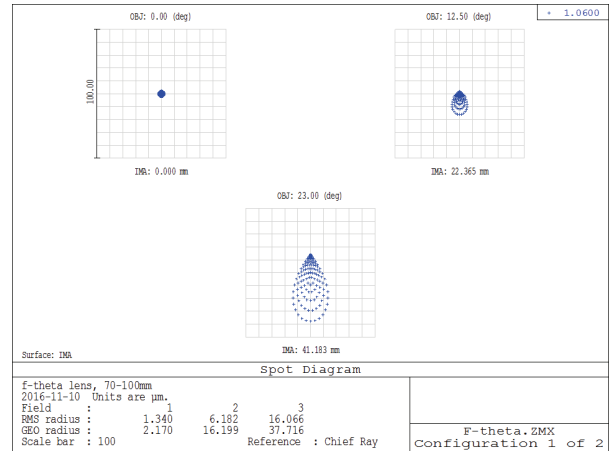 OBJ: 0.00 (deg)
OBJ: 12.50 (deg)
+ 1.0600
100.00
IMA: 0.000 mm
IMA: 22.365 mm
OBJ: 23.00 (deg)
IMA: 41.183 mm
Surface: IMA
Spot Diagram
f-theta lens, 70-100mm
2016-11-10 Units are µm.
Field : 1 2 3
RMS radius : 1.340 6.182 16.066
GEO radius : 2.170 16.199 37.716
Scale bar : 100 Reference : Chief Ray
F-theta.ZMX
Configuration 1 of 2